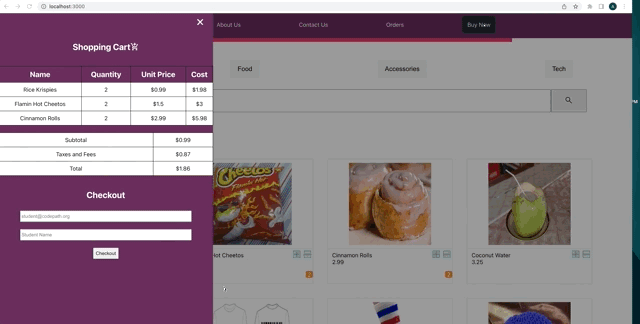 localhost:3000
About Us Contact Us Orders Buy Now
Shopping Cart
Name Quantity Unit Price Cost
Rice Krispies 2 $0.99 $1.98
Flamin Hot Cheetos 2 $1.5 $3
Cinnamon Rolls 2 $2.99 $5.98
Subtotal $0.99
Taxes and Fees $0.87
Total $1.86
Checkout
student@codepath.org
Student Name
Checkout
Food Accessories Tech
Cheetos
Hot Cheetos
2
Cinnamon Rolls
2.99
2
Coconut Water
3.25
PM